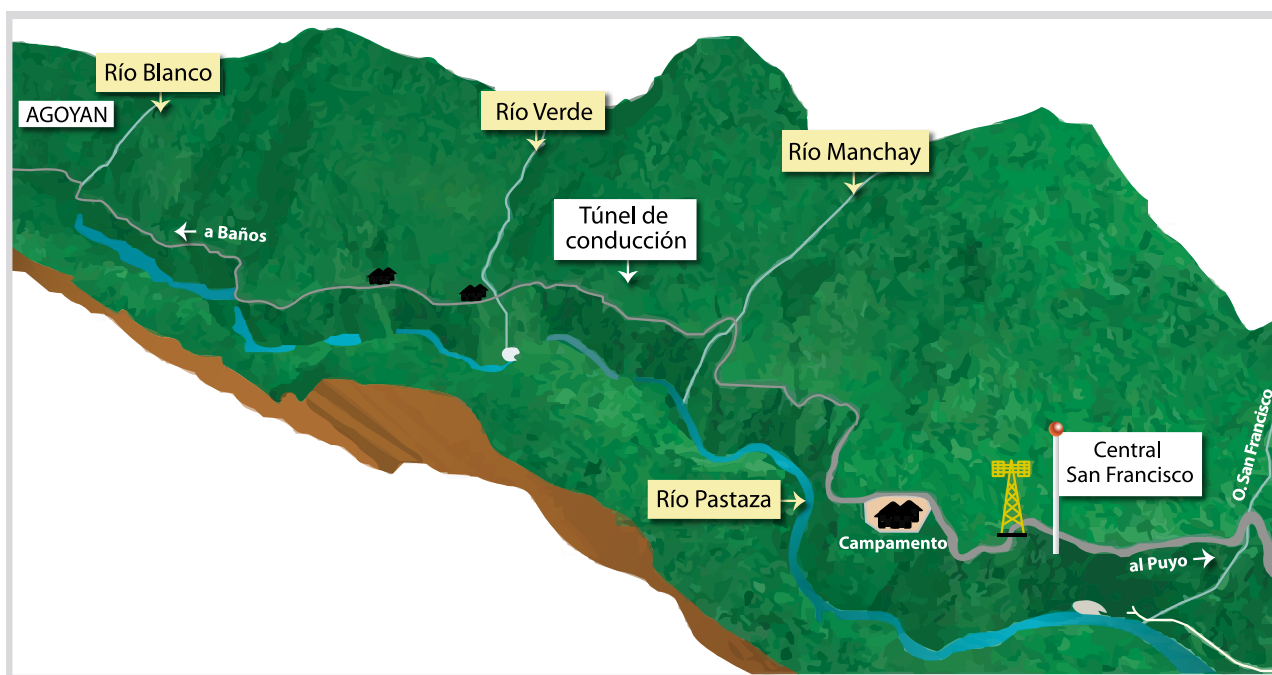 Río Blanco
AGOYAN
Río Verde
Río Manchay
Túnel de
conducción
← a Baños
Central
San Francisco
O. San Francisco
Río Pastaza
Campamento
al Puyo →